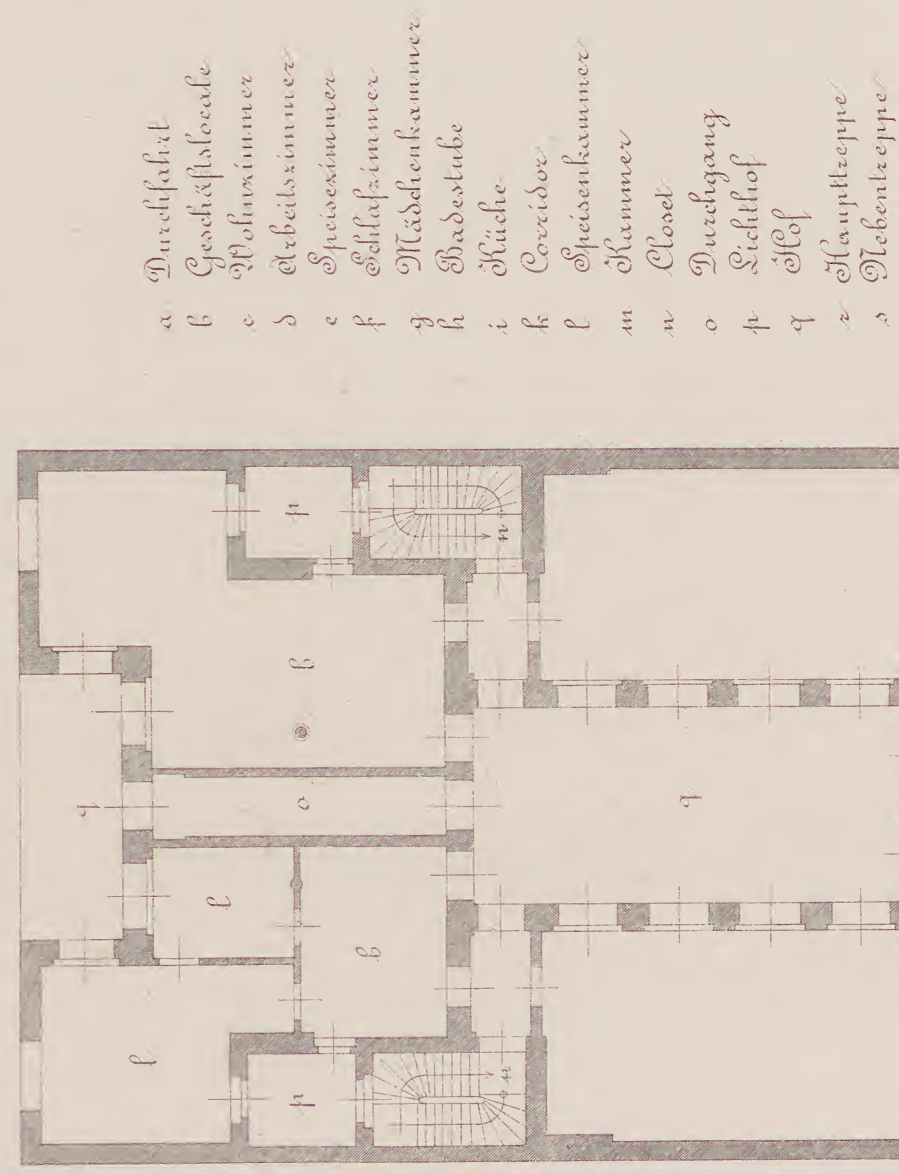 a Durchfahrt
b Geschäftslocale
c Wohnzimmer
d Arbeitszimmer
e Speisezimmer
f Schlafzimmer
g Mädchenkammer
h Badestube
i Küche
k Corridor
l Speisenkammer
m Kammer
n Closet
o Durchgang
p Lichthof
q Hof
r Haupttreppe
s Nebentreppe
p
n
b
q
o
q
l
b
l
p
n